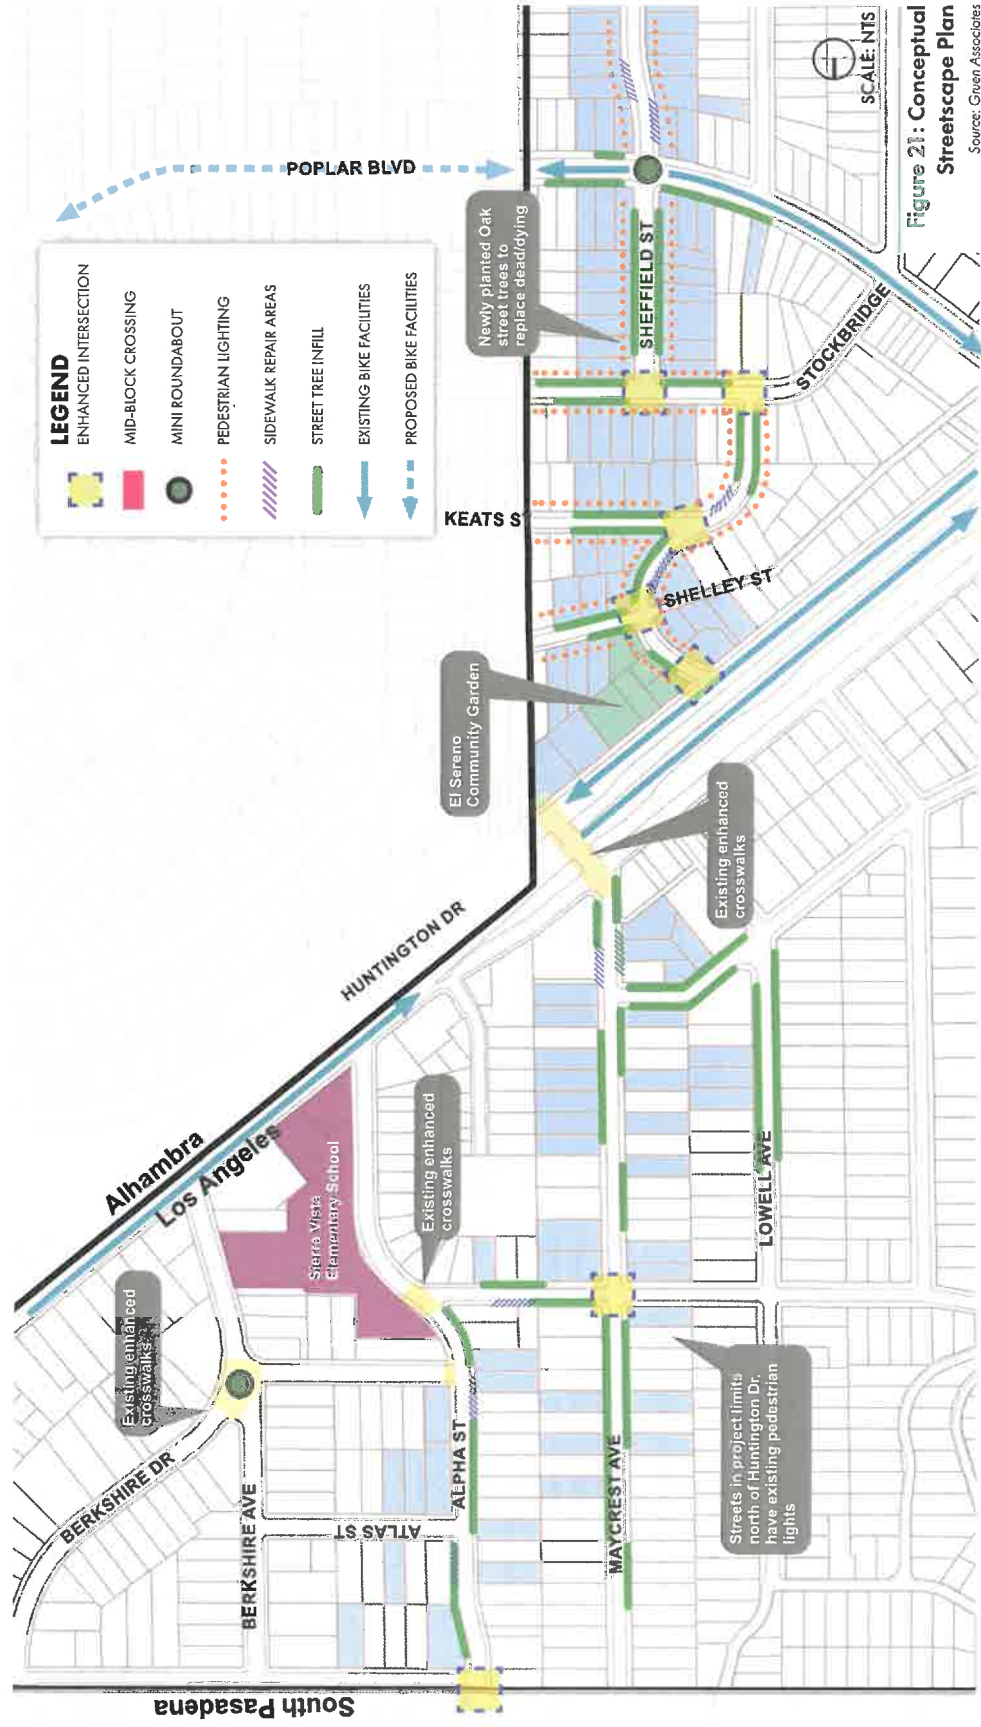 POPLAR BLVD
LEGEND
ENHANCED INTERSECTION
MID-BLOCK CROSSING
MINI ROUNDABOUT
PEDESTRIAN LIGHTING
SIDEWALK REPAIR AREAS
STREET TREE INFILL
EXISTING BIKE FACILITIES
PROPOSED BIKE FACILITIES
Newly planted Oak
street trees to
replace dead/dying
SHEFFIELD ST
STOCKBRIDGE
KEATS S
SHELLEY ST
El Sereno
Community Garden
Existing enhanced
crosswalks
HUNTINGTON DR
Alhambra
Los Angeles
Sierra Vista
Elementary School
Existing enhanced
crosswalks
Existing enhanced
crosswalks
LOWELL AVE
BERKSHIRE DR
BERKSHIRE AVE
ATLAS ST
ALPHA ST
MAYCREST AVE
Streets in project limits
north of Huntington Dr.
have existing pedestrian
lights
South Pasadena
SCALE: NTS
Figure 21: Conceptual
Streetscape Plan
Source: Gruen Associates